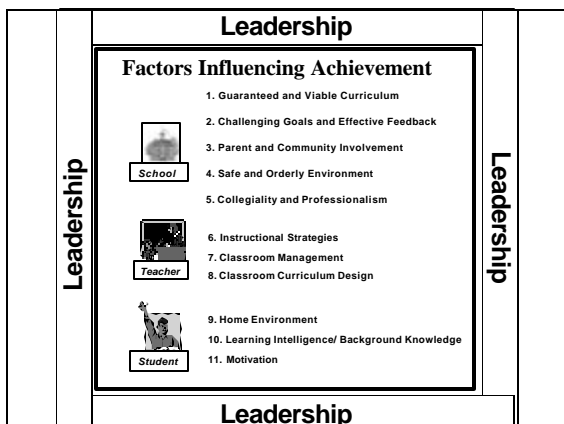 Leadership
Leadership
Factors Influencing Achievement
1. Guaranteed and Viable Curriculum
2. Challenging Goals and Effective Feedback
3. Parent and Community Involvement
School
4. Safe and Orderly Environment
5. Collegiality and Professionalism
6. Instructional Strategies
7. Classroom Management
Teacher
8. Classroom Curriculum Design
9. Home Environment
10. Learning Intelligence/ Background Knowledge
Student
11. Motivation
Leadership
Leadership